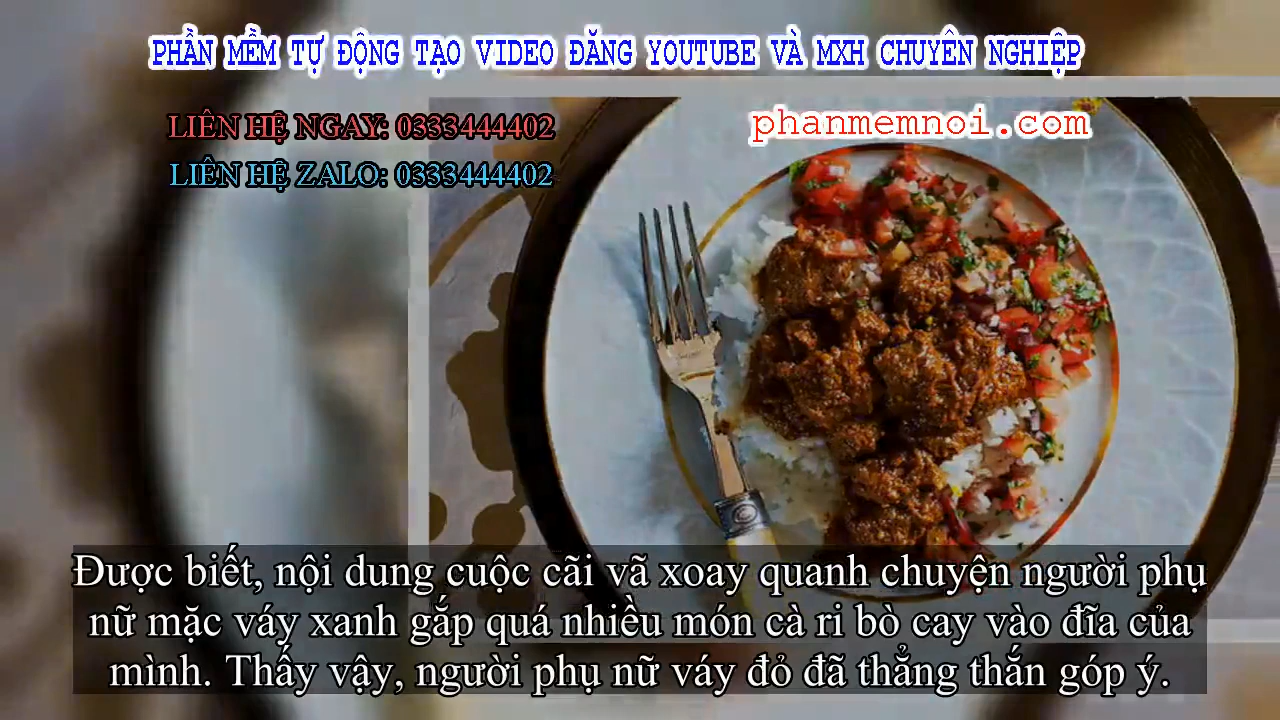 PHẦN MỀM TỰ ĐỘNG TẠO VIDEO ĐĂNG YOUTUBE VÀ MXH CHUYÊN NGHIỆP
LIÊN HỆ NGAY: 0333444402
phanmemnoi.com
LIÊN HỆ ZALO: 0333444402
Được biết, nội dung cuộc cãi vã xoay quanh chuyện người phụ
nữ mặc váy xanh gắp quá nhiều món cà ri bò cay vào đĩa của
mình. Thấy vậy, người phụ nữ váy đỏ đã thẳng thắn góp ý.